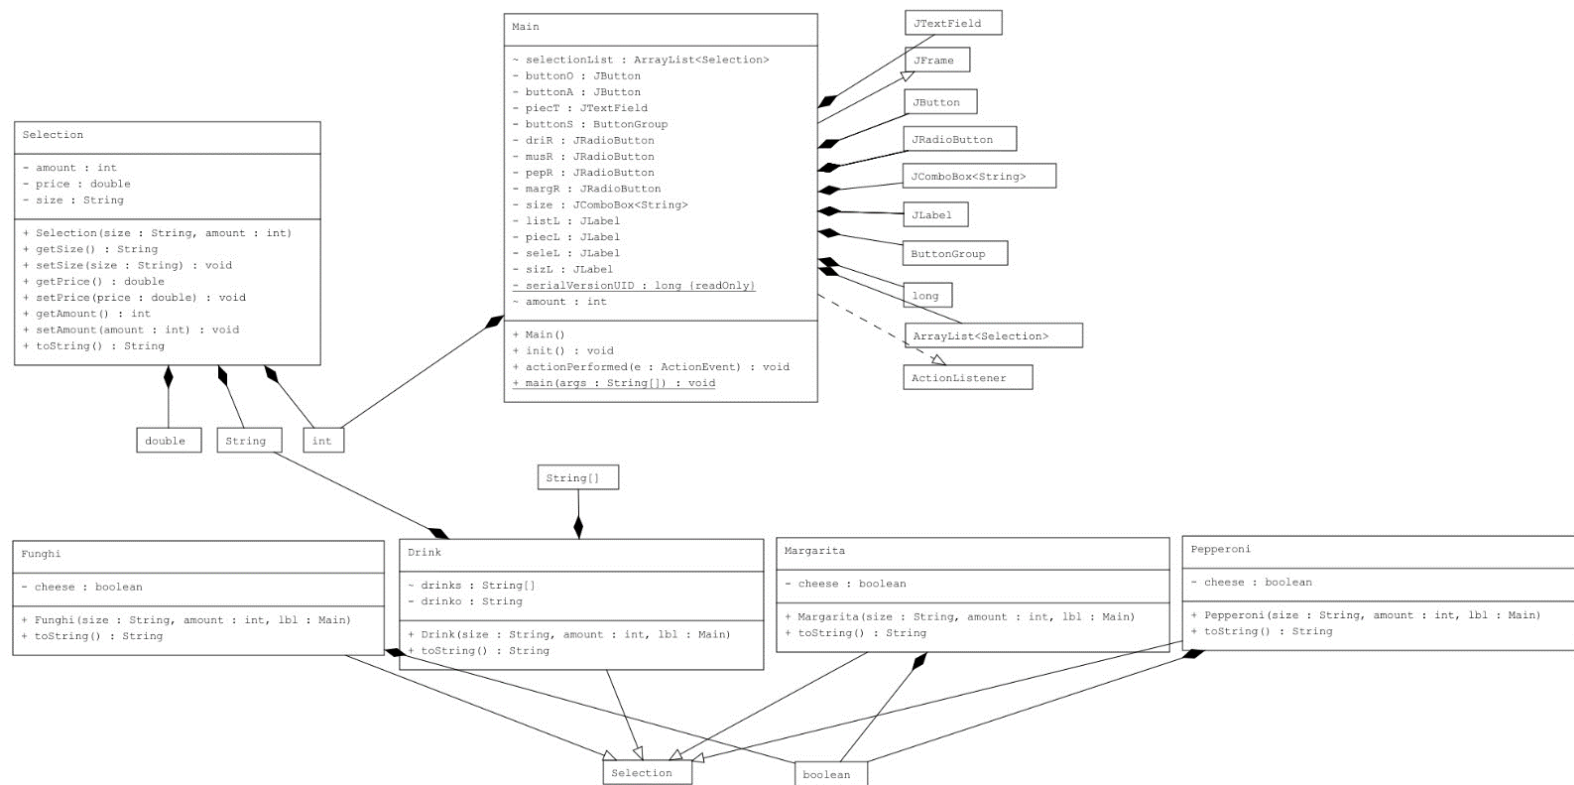 Main
~ selectionList : ArrayList<Selection>
- buttonO : JButton
- buttonA : JButton
- piecT : JTextField
- buttonS : ButtonGroup
- driR : JRadioButton
- musR : JRadioButton
- pepR : JRadioButton
- margR : JRadioButton
- size : JComboBox<String>
- listL : JLabel
- piecL : JLabel
- seleL : JLabel
- sizL : JLabel
- serialVersionUID : long {readOnly}
~ amount : int
+ Main()
+ init() : void
+ actionPerformed(e : ActionEvent) : void
+ main(args : String[]) : void
JTextField
JFrame
JButton
JRadioButton
JComboBox<String>
JLabel
ButtonGroup
long
ArrayList<Selection>
ActionListener
Selection
- amount : int
- price : double
- size : String
+ Selection(size : String, amount : int)
+ getSize() : String
+ setSize(size : String) : void
+ getPrice() : double
+ setPrice(price : double) : void
+ getAmount() : int
+ setAmount(amount : int) : void
+ toString() : String
double
String
int
String[]
Funghi
- cheese : boolean
+ Funghi(size : String, amount : int, lbl : Main)
+ toString() : String
Drink
~ drinks : String[]
- drinko : String
+ Drink(size : String, amount : int, lbl : Main)
+ toString() : String
Margarita
- cheese : boolean
+ Margarita(size : String, amount : int, lbl : Main)
+ toString() : String
Pepperoni
- cheese : boolean
+ Pepperoni(size : String, amount : int, lbl : Main)
+ toString() : String
Selection
boolean